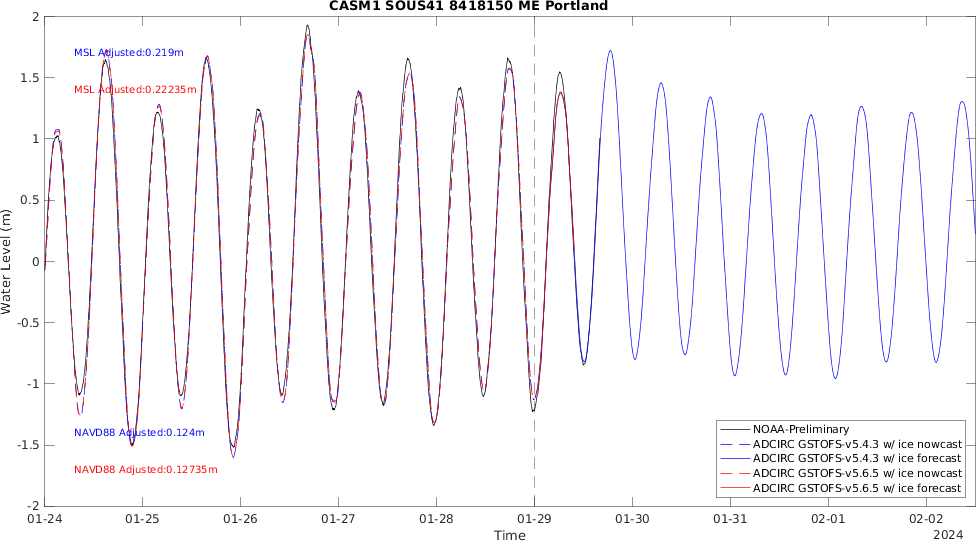 CASM1 SOUS41 8418150 ME Portland
2
1.5
1
0.5
0
-0.5
-1
-1.5
-2
Water Level (m)
MSL Adjusted:0.219m
MSL Adjusted:0.22235m
NAVD88 Adjusted:0.124m
NAVD88 Adjusted:0.12735m
NOAA-Preliminary
ADCIRC GSTOFS-v5.4.3 w/ ice nowcast
ADCIRC GSTOFS-v5.4.3 w/ ice forecast
ADCIRC GSTOFS-v5.6.5 w/ ice nowcast
ADCIRC GSTOFS-v5.6.5 w/ ice forecast
01-24 01-25 01-26 01-27 01-28 01-29 01-30 01-31 02-01 02-02
Time
2024